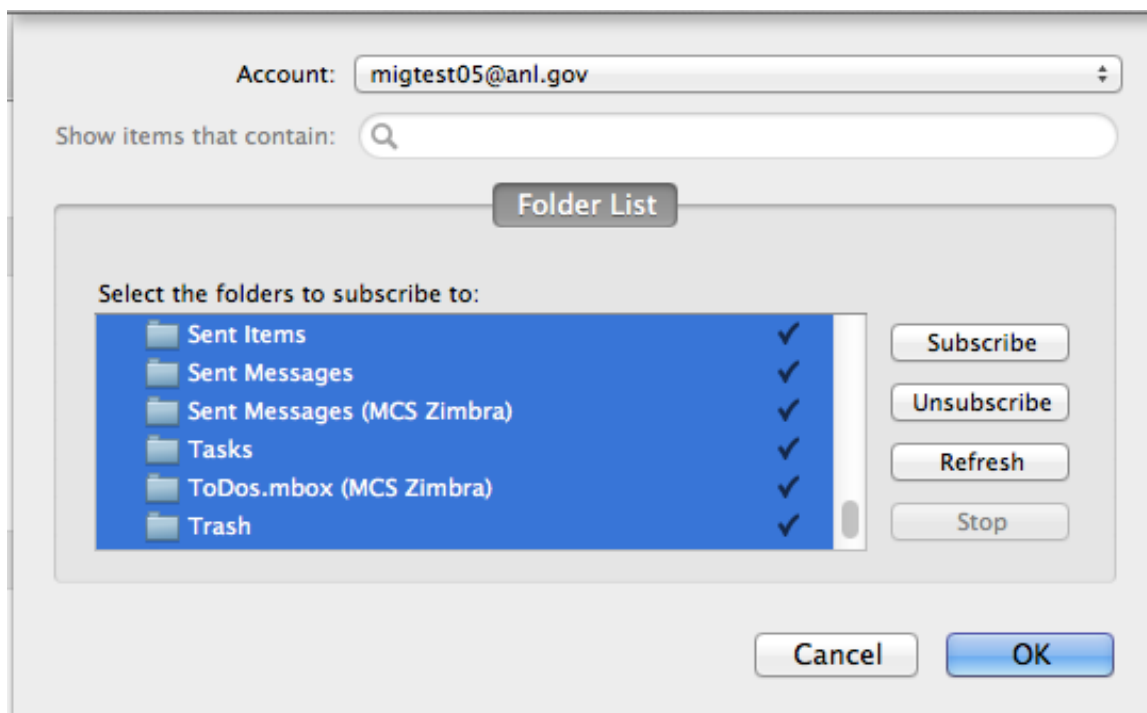 Account: migtest05@anl.gov
Show items that contain:
Folder List
Select the folders to subscribe to:
Sent Items
Sent Messages
Sent Messages (MCS Zimbra)
Tasks
ToDos.mbox (MCS Zimbra)
Trash
Subscribe
Unsubscribe
Refresh
Stop
Cancel
OK